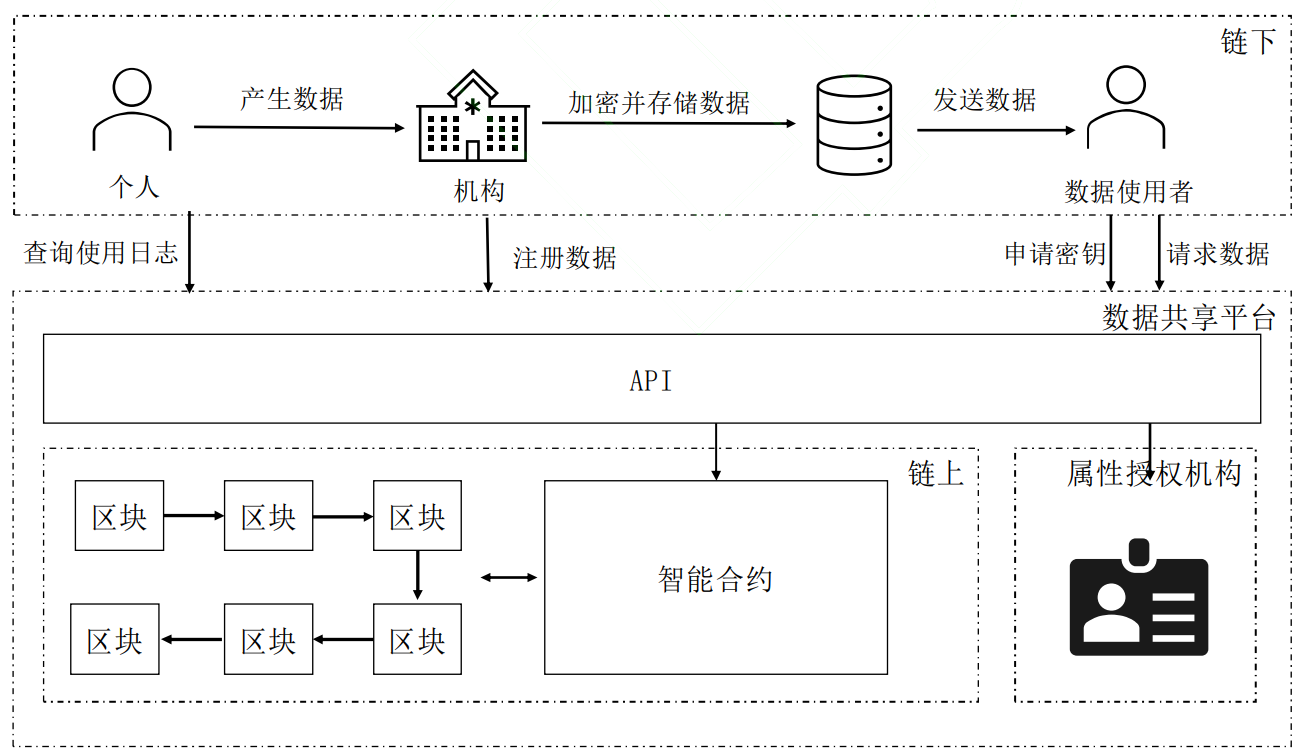 链下
产生数据
加密并存储数据
发送数据
个人
机构
数据使用者
查询使用日志
注册数据
申请密钥
请求数据
数据共享平台
API
链上
属性授权机构
区块
区块
区块
智能合约
区块
区块
区块